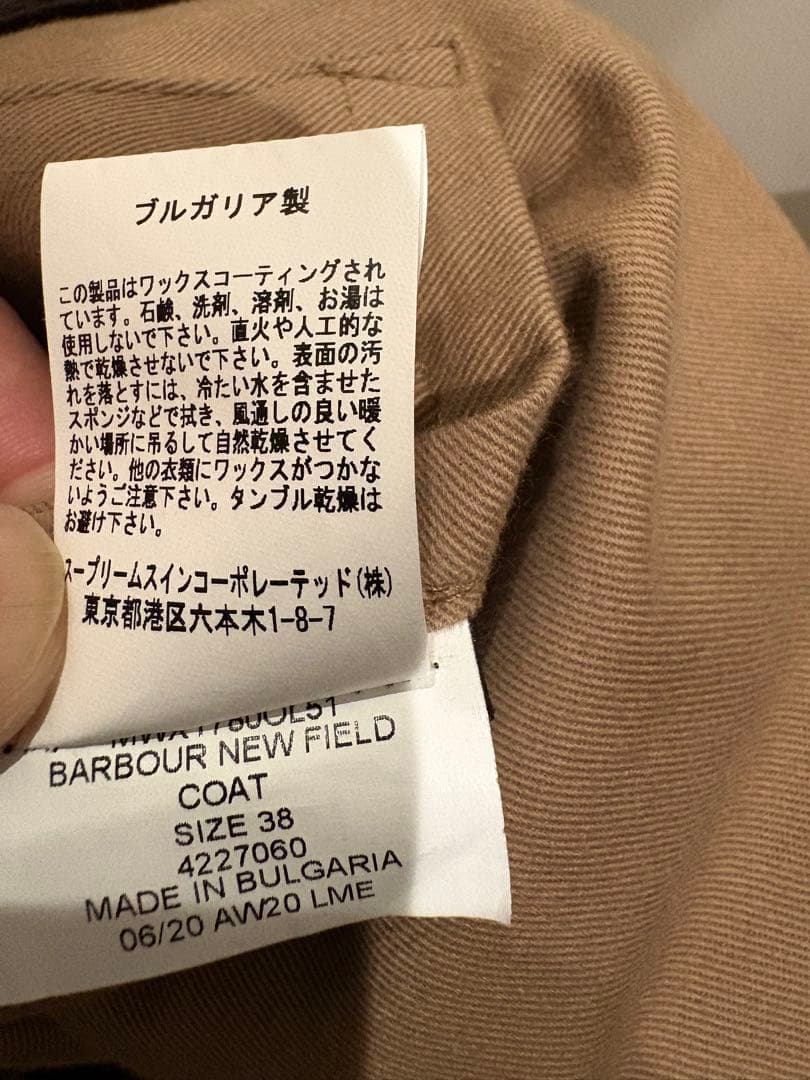 ブルガリア製
この製品はワックスコーティングされ
ています。石鹸、洗剤、溶剤、お湯は
使用しないで下さい。直火や人工的な
熱で乾燥させないで下さい。表面の汚
れを落とすには、冷たい水を含ませた
スポンジなどで拭き、風通しの良い暖
かい場所に吊るして自然乾燥させてく
ださい。他の衣類にワックスがつかな
いようご注意下さい。タンブル乾燥は
お避け下さい。
スープリームスインコーポレーテッド(株)
東京都港区六本木1-8-7
BARBOUR NEW FIELD
COAT
SIZE 38
4227060
MADE IN BULGARIA
06/20 AW20 LME